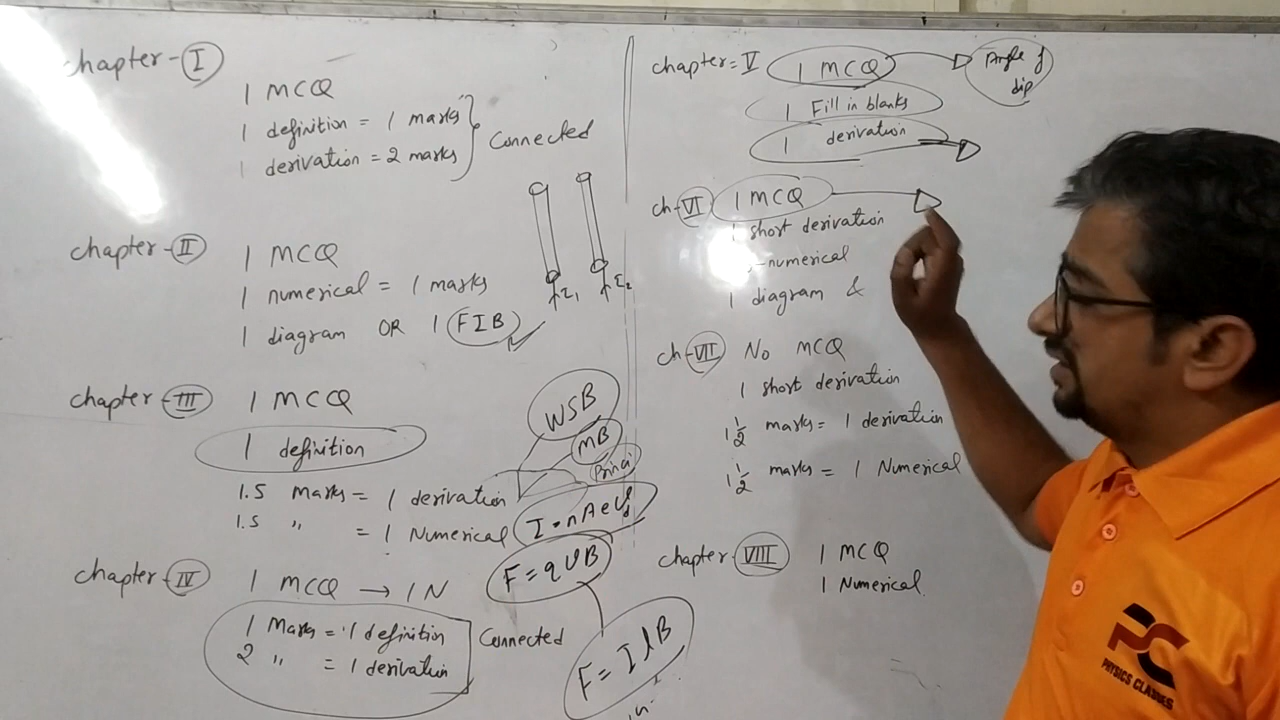 chapter-I
1 MCQ
1 definition = 1 marks
1 derivation = 2 marks
Connected
chapter-II
1 MCQ
1 numerical = 1 marks
1 diagram OR 1 FIB
chapter-III
1 MCQ
1 definition
1.5 Marks = 1 derivation
1.5 " = 1 Numerical
WSB
MB
I = nAeVd
F = qVB
F = IlB
chapter-IV
1 MCQ → 1 N
1 Marks = 1 definition
2 " = 1 derivation
Connected
chapter=V
1 MCQ
Angle of
dip
1 Fill in blanks
1 derivation
ch-VI
1 MCQ
1 short derivation
-numerical
1 diagram &
ch-VII
No MCQ
1 short derivation
1 1/2 marks = 1 derivation
1 1/2 marks = 1 Numerical
chapter-VIII
1 MCQ
1 Numerical
PC
PHYSICS CLASSES